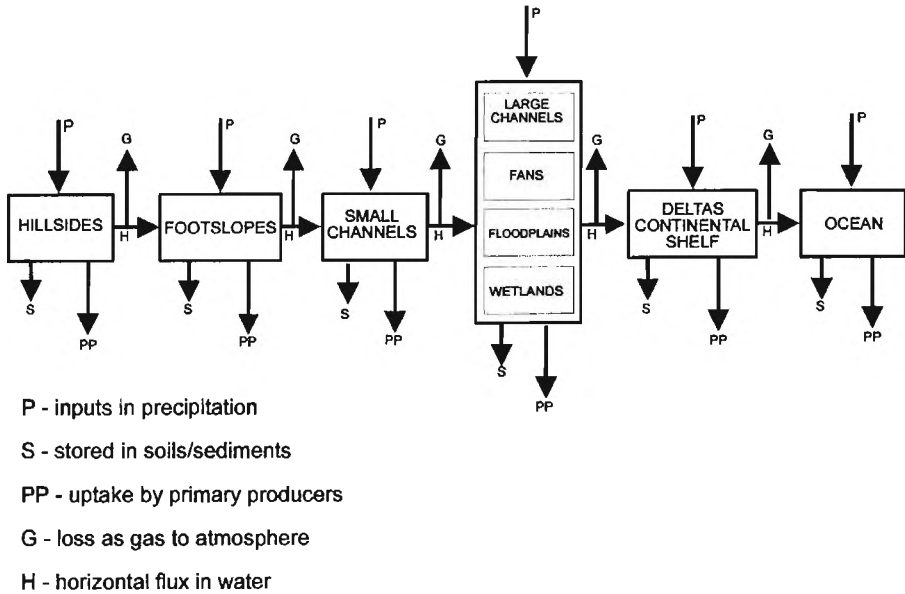 P
LARGE
CHANNELS
P
G
P
G
P
G
G
P
G
P
FANS
HILLSIDES
H
FOOTSLOPES
H
SMALL
CHANNELS
H
FLOODPLAINS
H
DELTAS
CONTINENTAL
SHELF
H
OCEAN
WETLANDS
S
PP
S
PP
S
PP
S
PP
S
PP
S
PP
P - inputs in precipitation
S - stored in soils/sediments
PP - uptake by primary producers
G - loss as gas to atmosphere
H - horizontal flux in water